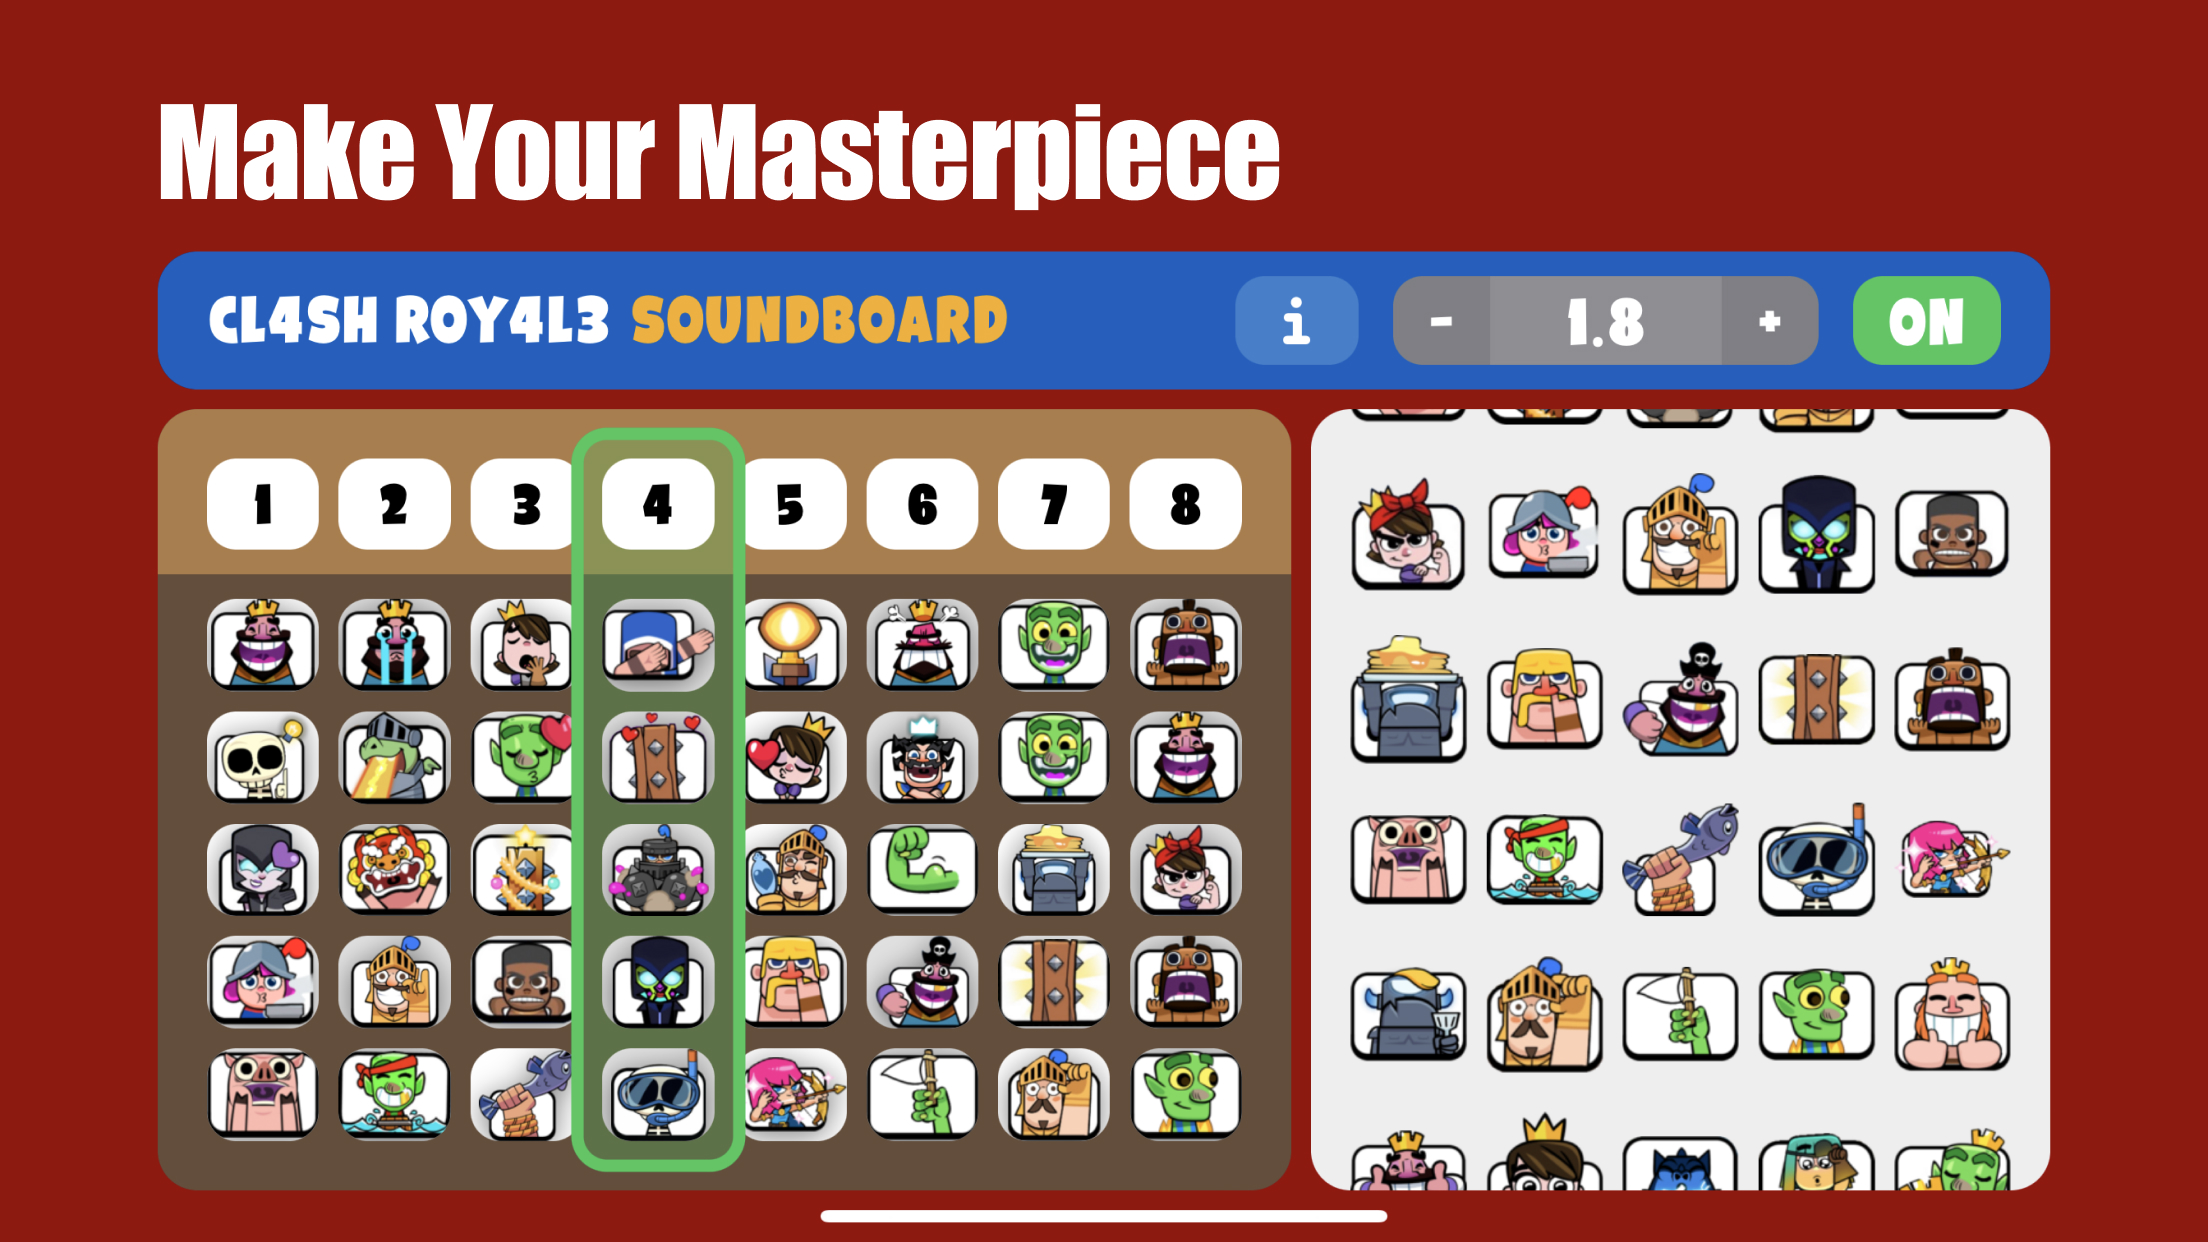 Make Your Masterpiece
CL4SH ROY4L3 SOUNDBOARD i - 1.8 + ON
1 2 3 4 5 6 7 8